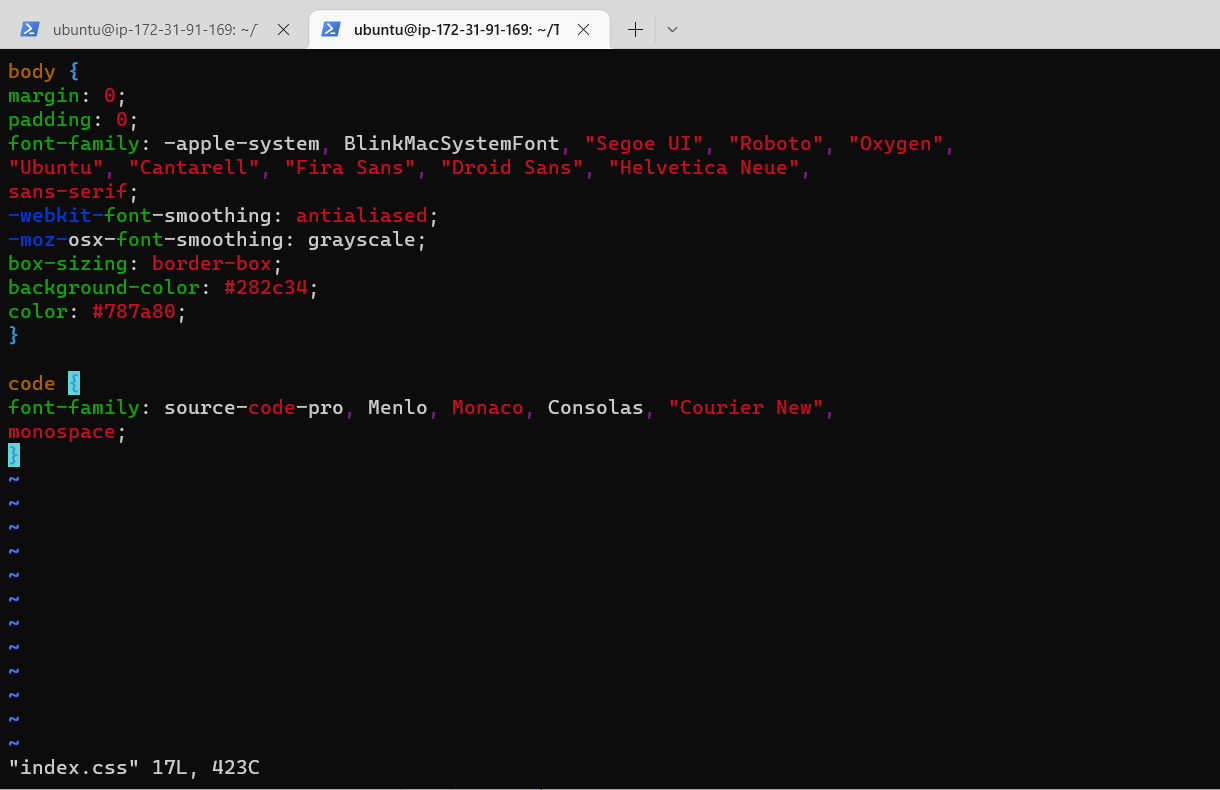 ubuntu@ip-172-31-91-169: ~/
ubuntu@ip-172-31-91-169: ~/T
body {
margin: 0;
padding: 0;
font-family: -apple-system, BlinkMacSystemFont, "Segoe UI", "Roboto", "Oxygen",
"Ubuntu", "Cantarell", "Fira Sans", "Droid Sans", "Helvetica Neue",
sans-serif;
-webkit-font-smoothing: antialiased;
-moz-osx-font-smoothing: grayscale;
box-sizing: border-box;
background-color: #282c34;
color: #787a80;
}

code {
font-family: source-code-pro, Menlo, Monaco, Consolas, "Courier New",
monospace;
}
~
~
~
~
~
~
~
~
~
~
~
~
"index.css" 17L, 423C